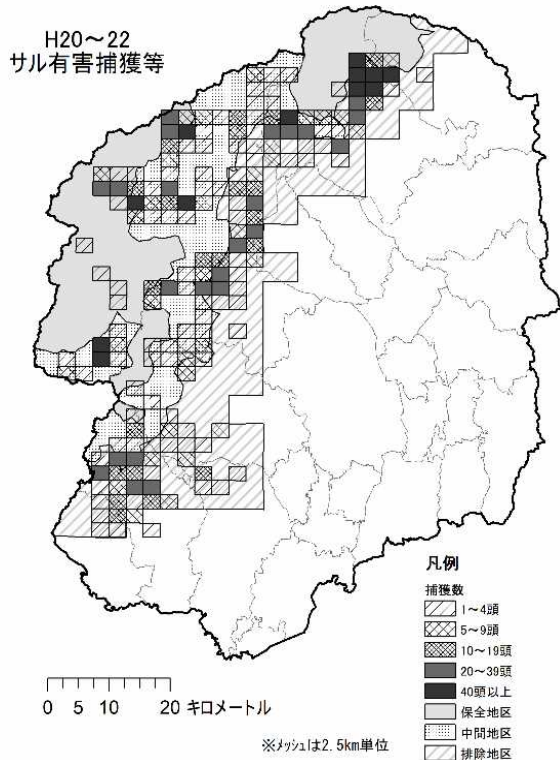 H20～22
サル有害捕獲等
凡例
捕獲数
1～4頭
5～9頭
10～19頭
20～39頭
40頭以上
保全地区
中間地区
排除地区
0 5 10 20 キロメートル
※メッシュは2.5km単位